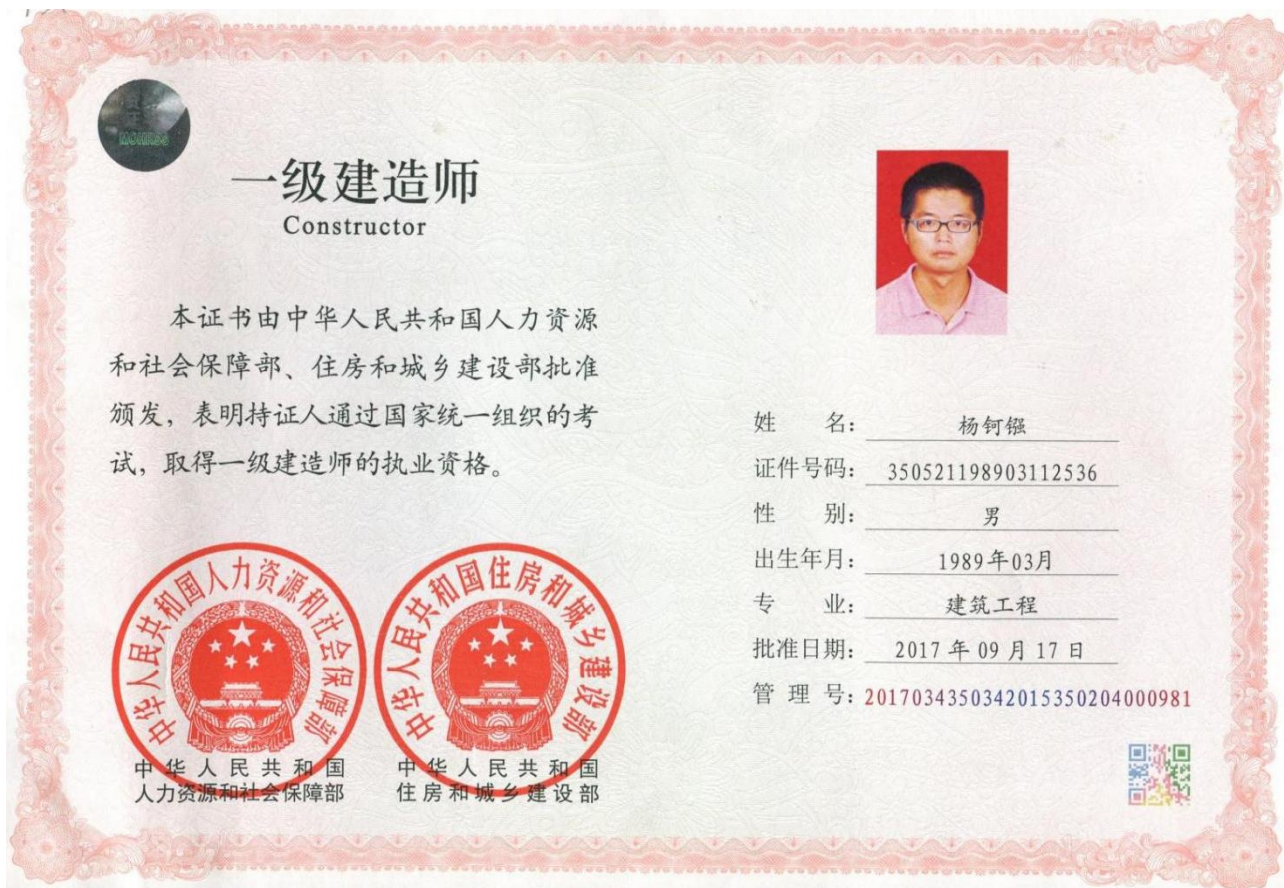 MOHRSS
一级建造师
Constructor
本证书由中华人民共和国人力资源
和社会保障部、住房和城乡建设部批准
颁发，表明持证人通过国家统一组织的考
试，取得一级建造师的执业资格。
中华人民共和国人力资源和社会保障部
中华人民共和国住房和城乡建设部
中华人民共和国
人力资源和社会保障部
中华人民共和国
住房和城乡建设部
姓 名：杨钶镪
证件号码：350521198903112536
性 别：男
出生年月：1989年03月
专 业：建筑工程
批准日期：2017年09月17日
管 理 号：2017034350342015350204000981